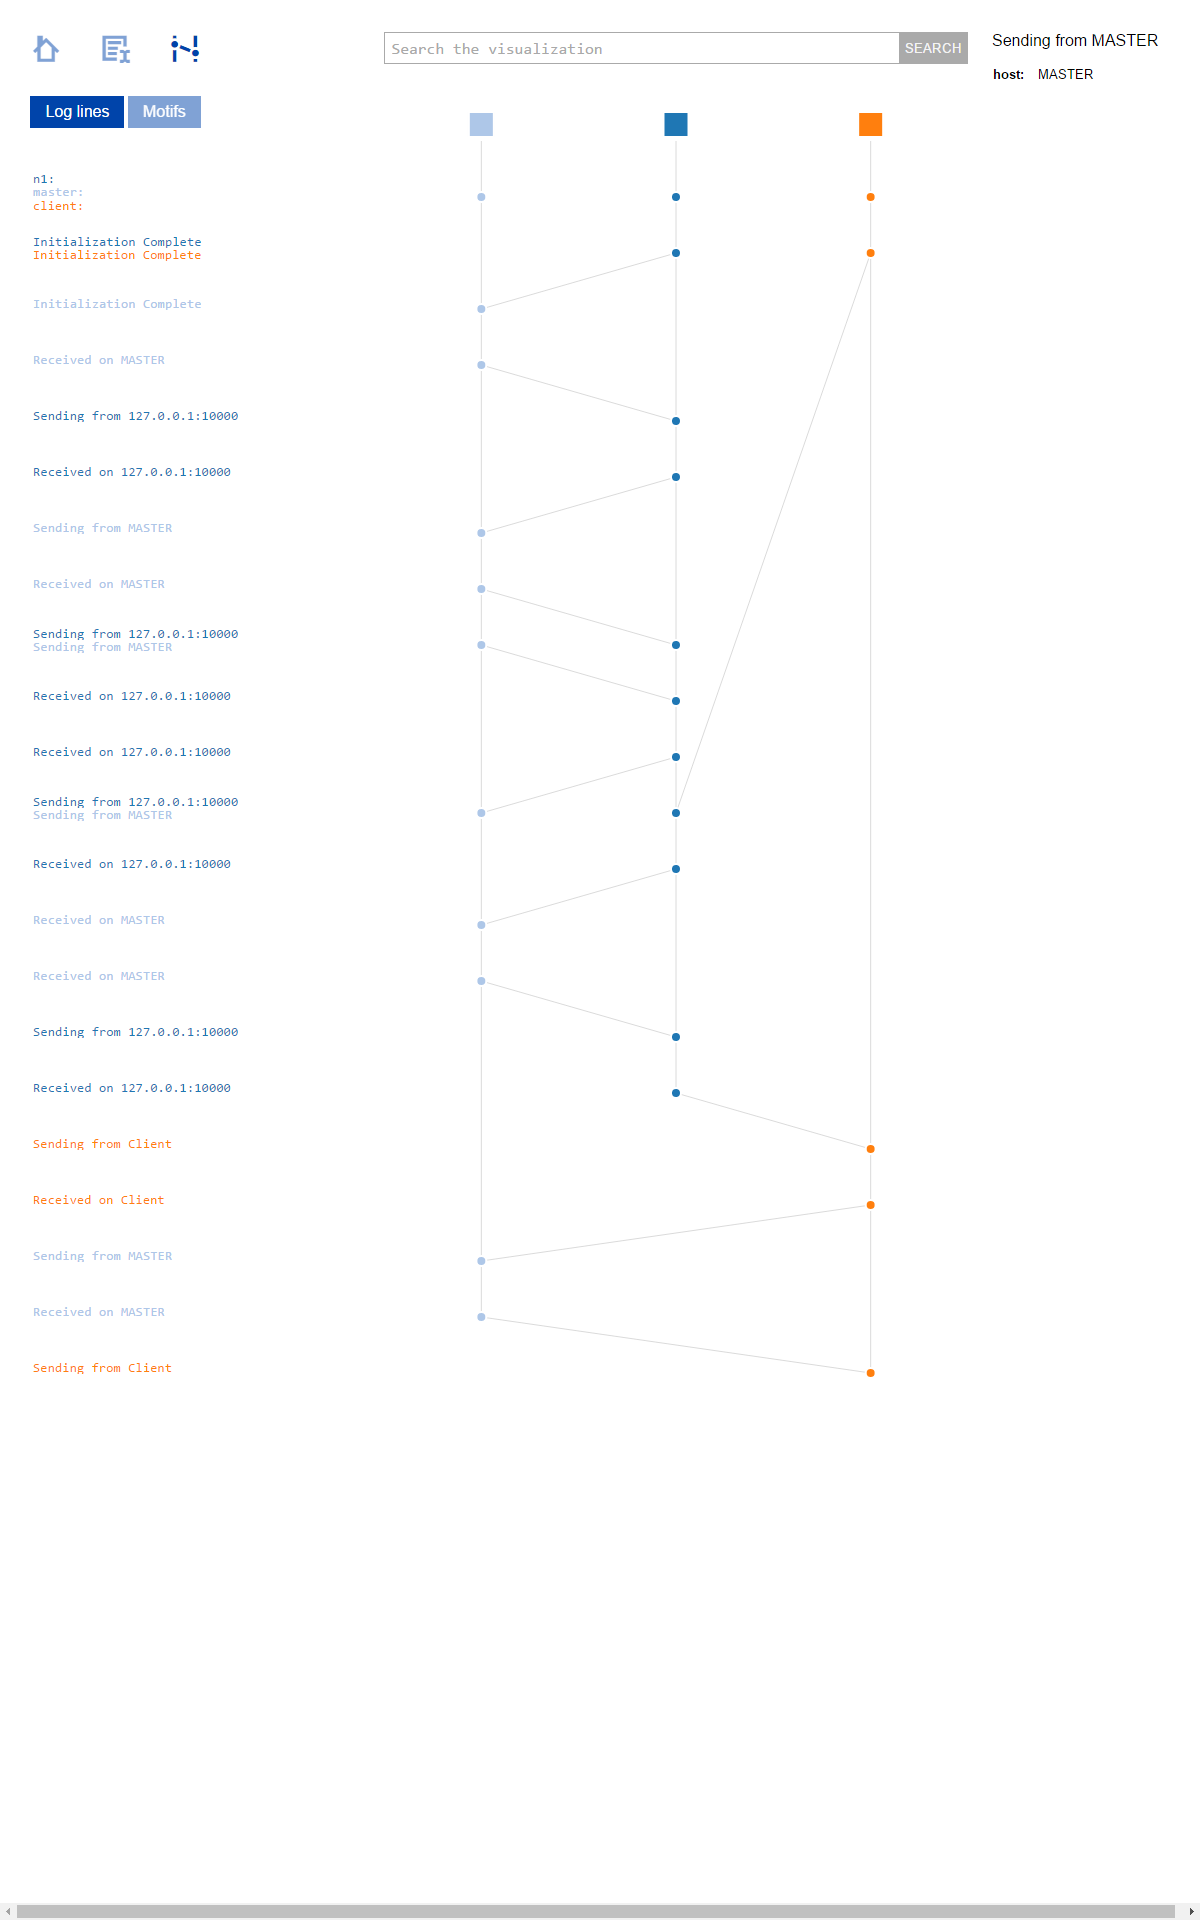 Search the visualization
SEARCH
Sending from MASTER
host: MASTER
Log lines
Motifs
n1:
master:
client:
Initialization Complete
Initialization Complete
Initialization Complete
Received on MASTER
Sending from 127.0.0.1:10000
Received on 127.0.0.1:10000
Sending from MASTER
Received on MASTER
Sending from 127.0.0.1:10000
Sending from MASTER
Received on 127.0.0.1:10000
Received on 127.0.0.1:10000
Sending from 127.0.0.1:10000
Sending from MASTER
Received on 127.0.0.1:10000
Received on MASTER
Received on MASTER
Sending from 127.0.0.1:10000
Received on 127.0.0.1:10000
Sending from Client
Received on Client
Sending from MASTER
Received on MASTER
Sending from Client